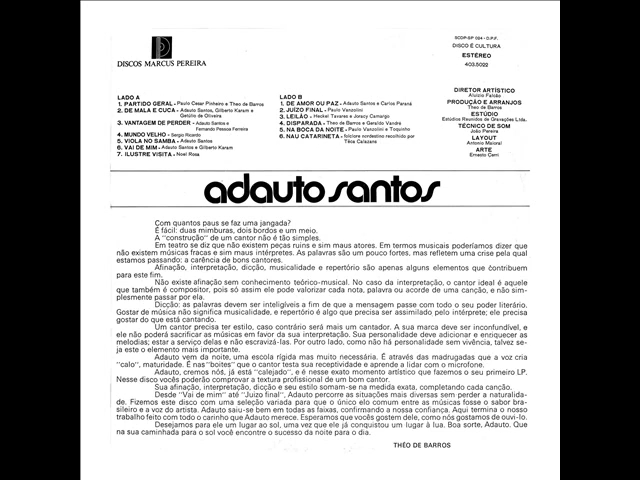 DISCOS MARCUS PEREIRA
SCDP-SP 024 - D.P.F.
DISCO É CULTURA
ESTÉREO
403.5022
LADO A
1. PARTIDO GERAL - Paulo Cesar Pinheiro e Theo de Barros
2. DE MALA E CUCA - Adauto Santos, Gilberto Karam e
Getúlio de Oliveira
3. VANTAGEM DE PERDER - Adauto Santos e
Fernando Pessoa Ferreira
4. MUNDO VELHO - Sergio Ricardo
5. VIOLA NO SAMBA - Adauto Santos
6. VAI DE MIM - Adauto Santos e Gilberto Karam
7. ILUSTRE VISITA - Noel Rosa
LADO B
1. DE AMOR OU PAZ - Adauto Santos e Carlos Paraná
2. JUÍZO FINAL - Paulo Vanzolini
3. LEILÃO - Heckel Tavares e Joracy Camargo
4. DISPARADA - Theo de Barros e Geraldo Vandré
5. NA BOCA DA NOITE - Paulo Vanzolini e Toquinho
6. NAU CATARINETA - folclore nordestino recolhido por
Têca Calazans
DIRETOR ARTÍSTICO
Aluizio Falcão
PRODUÇÃO E ARRANJOS
Theo de Barros
ESTÚDIO
Estúdios Reunidos de Gravações Ltda.
TÉCNICO DE SOM
João Pereira
LAYOUT
Antonio Maioral
ARTE
Ernesto Cerri
adauto santos
Com quantos paus se faz uma jangada?
É fácil: duas mimburas, dois bordos e um meio.
A "construção" de um cantor não é tão simples.
Em teatro se diz que não existem peças ruins e sim maus atores. Em termos musicais poderíamos dizer que
não existem músicas fracas e sim maus intérpretes. As palavras são um pouco fortes, mas refletem uma crise pela qual
estamos passando: a carência de bons cantores.
Afinação, interpretação, dicção, musicalidade e repertório são apenas alguns elementos que contribuem
para este fim.
Não existe afinação sem conhecimento teórico-musical. No caso da interpretação, o cantor ideal é aquele
que também é compositor, pois só assim ele pode valorizar cada nota, palavra ou acorde de uma canção, e não sim-
plesmente passar por ela.
Dicção: as palavras devem ser inteligíveis a fim de que a mensagem passe com todo o seu poder literário.
Gostar de música não significa musicalidade, e repertório é algo que precisa ser assimilado pelo intérprete; ele precisa
gostar do que está cantando.
Um cantor precisa ter estilo, caso contrário será mais um cantador. A sua marca deve ser inconfundível, e
ele não poderá sacrificar as músicas em favor da sua interpretação. Sua personalidade deve adicionar e enriquecer as
melodias; estar a serviço delas e não escravizá-las. Por outro lado, como não há personalidade sem vivência, talvez se-
ja este o elemento mais importante.
Adauto vem da noite, uma escola rígida mas muito necessária. É através das madrugadas que a voz cria
"calo", maturidade. E nas "boites" que o cantor testa sua receptividade e aprende a lidar com o microfone.
Adauto, cremos nós, já está "calejado", e é nesse exato momento artístico que fazemos o seu primeiro LP.
Nesse disco vocês poderão comprovar a textura profissional de um bom cantor.
Sua afinação, interpretação, dicção e seu estilo somam-se na medida exata, completando cada canção.
Desde "Vai de mim" até "Juizo final", Adauto percorre as situações mais diversas sem perder a naturalida-
de. Fizemos este disco com uma seleção variada para que o único elo comum entre as músicas fosse o sabor bra-
sileiro e a voz do artista. Adauto saiu-se bem em todas as faixas, confirmando a nossa confiança. Aqui termina o nosso
trabalho feito com todo o carinho que Adauto merece. Esperamos que vocês gostem dele, como nós gostamos de ouvi-lo.
Desejamos para ele um lugar ao sol, uma vez que ele já conquistou um lugar à lua. Boa sorte, Adauto. Que
na sua caminhada para o sol você encontre o sucesso da noite para o dia.
THÉO DE BARROS